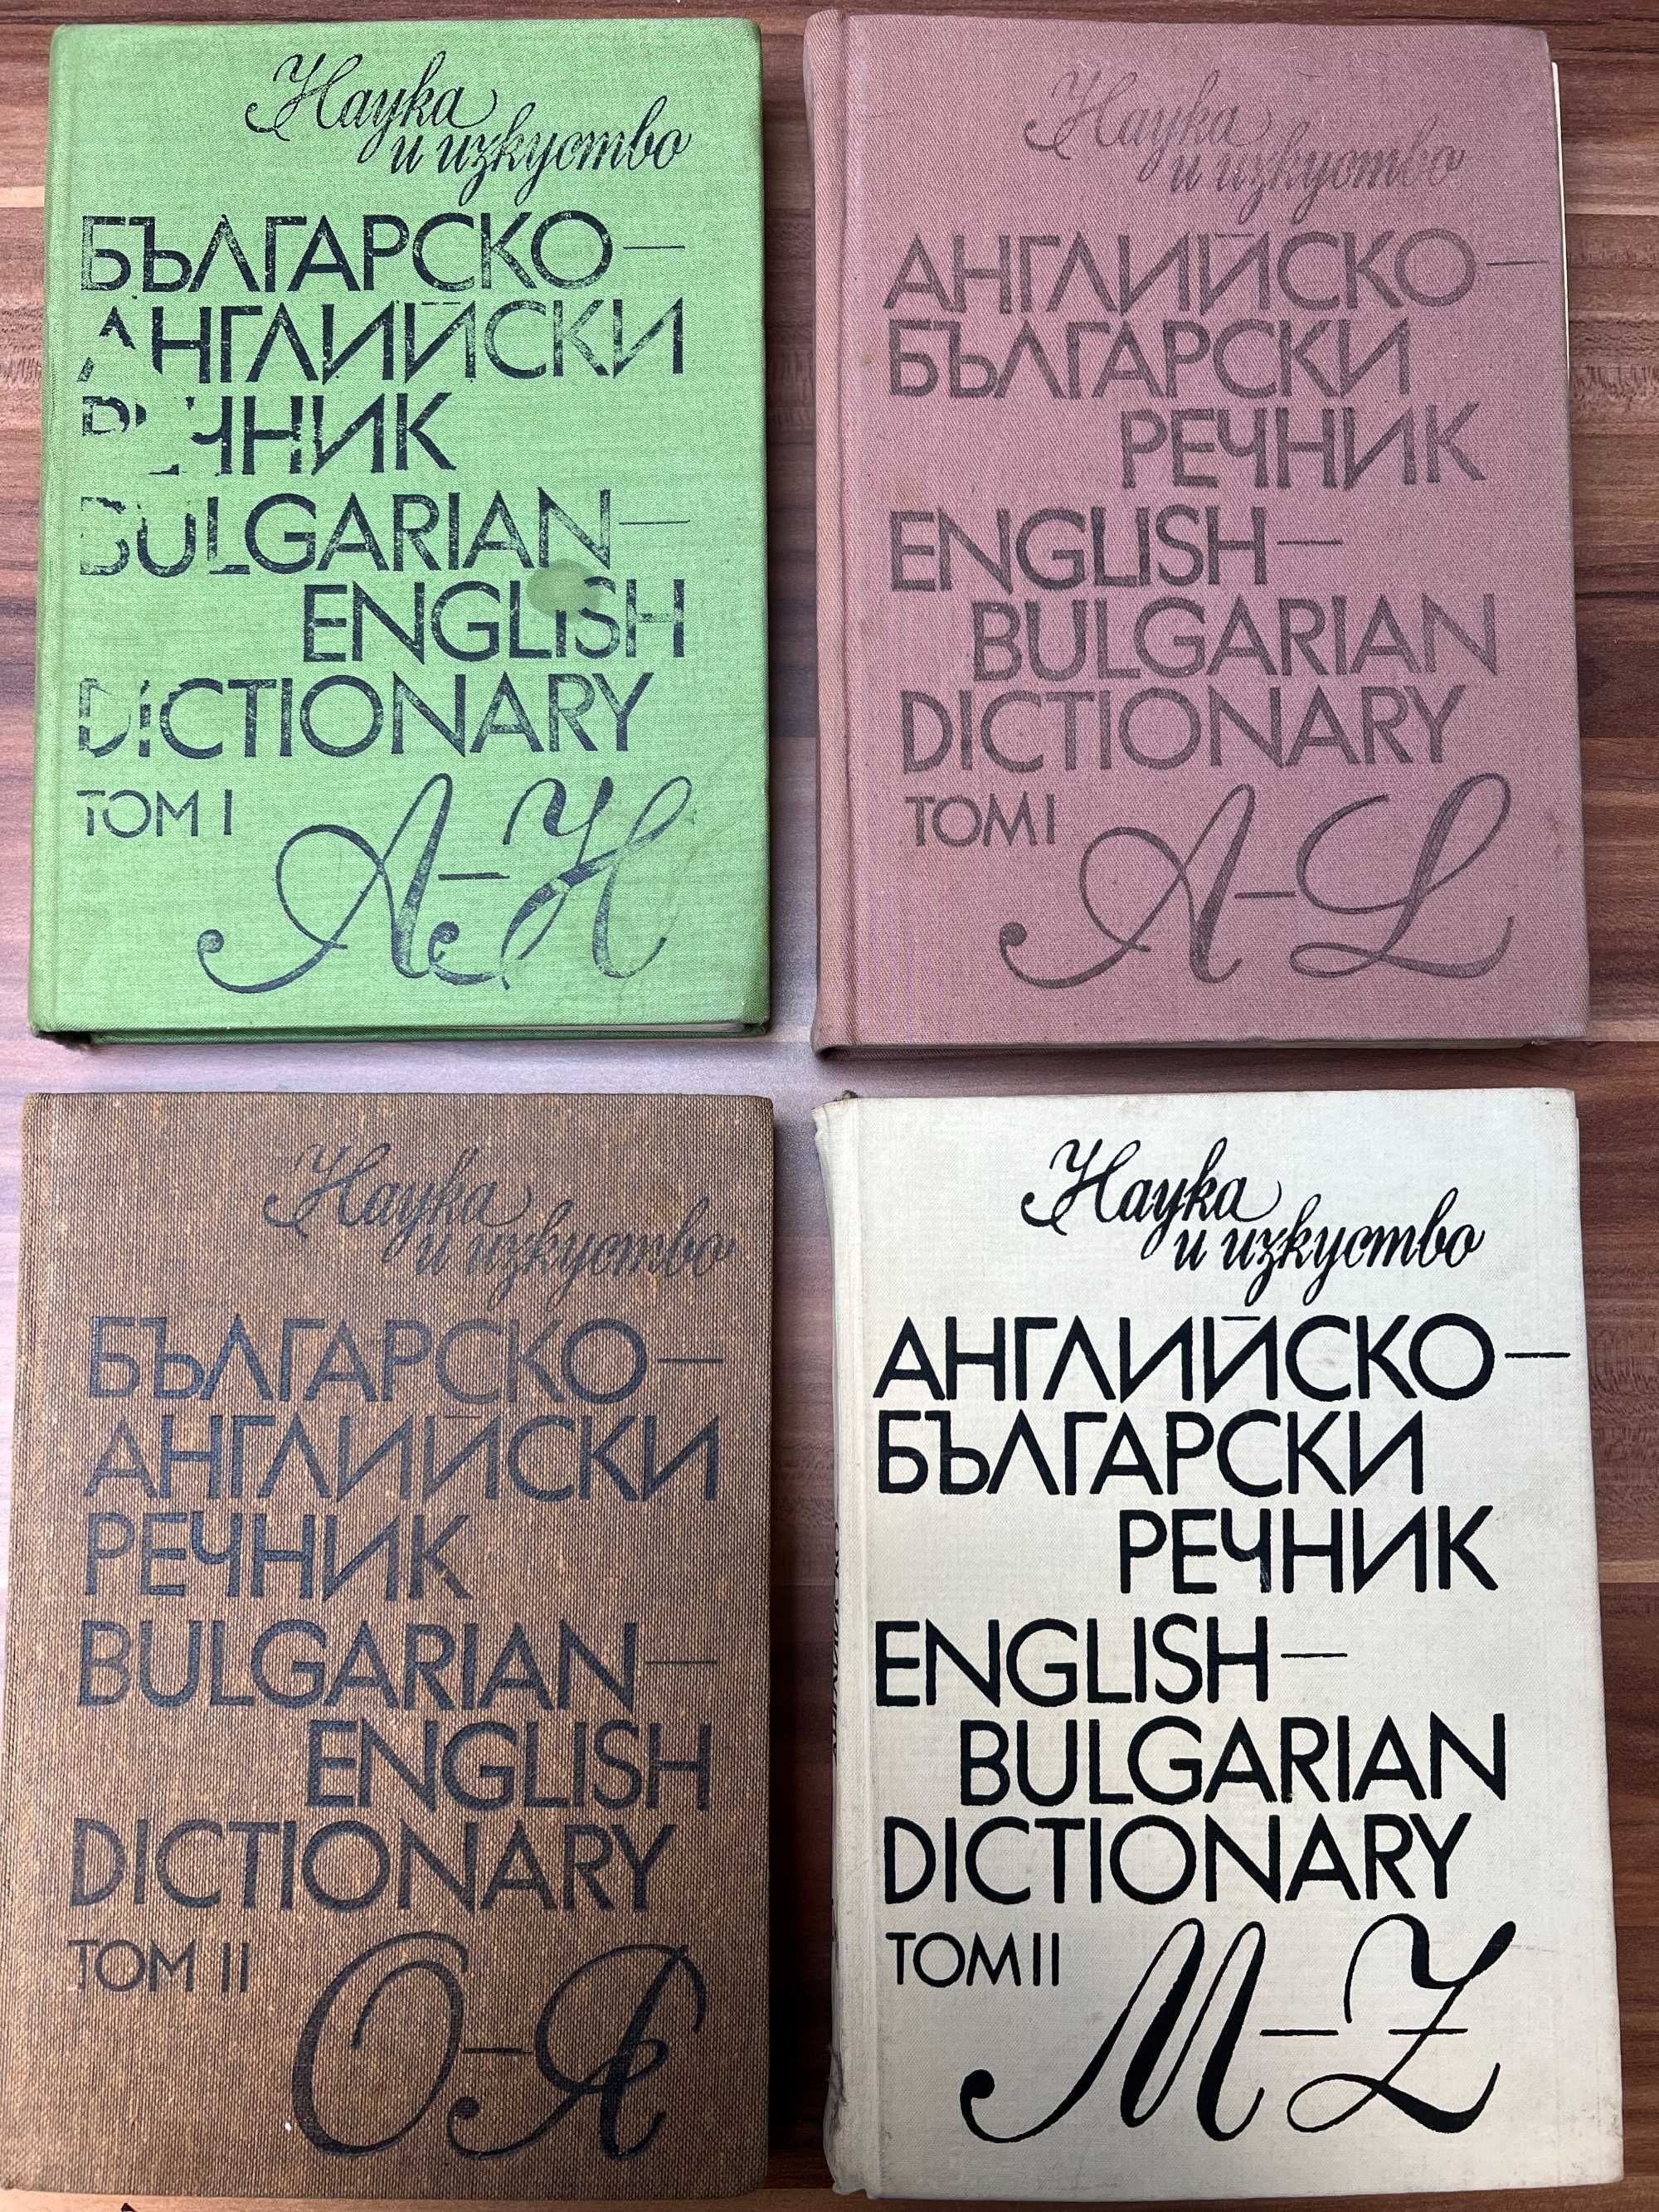 Наука
и изкуство
БЪЛГАРСКО—
АНГЛИЙСКИ
РЕЧНИК
BULGARIAN—
ENGLISH
DICTIONARY
ТОМ I
А—Н
Наука
и изкуство
АНГЛИЙСКО—
БЪЛГАРСКИ
РЕЧНИК
ENGLISH—
BULGARIAN
DICTIONARY
ТОМ I
A—L
Наука
и изкуство
БЪЛГАРСКО—
АНГЛИЙСКИ
РЕЧНИК
BULGARIAN—
ENGLISH
DICTIONARY
ТОМ II
О—Я
Наука
и изкуство
АНГЛИЙСКО—
БЪЛГАРСКИ
РЕЧНИК
ENGLISH—
BULGARIAN
DICTIONARY
ТОМ II
M—Z